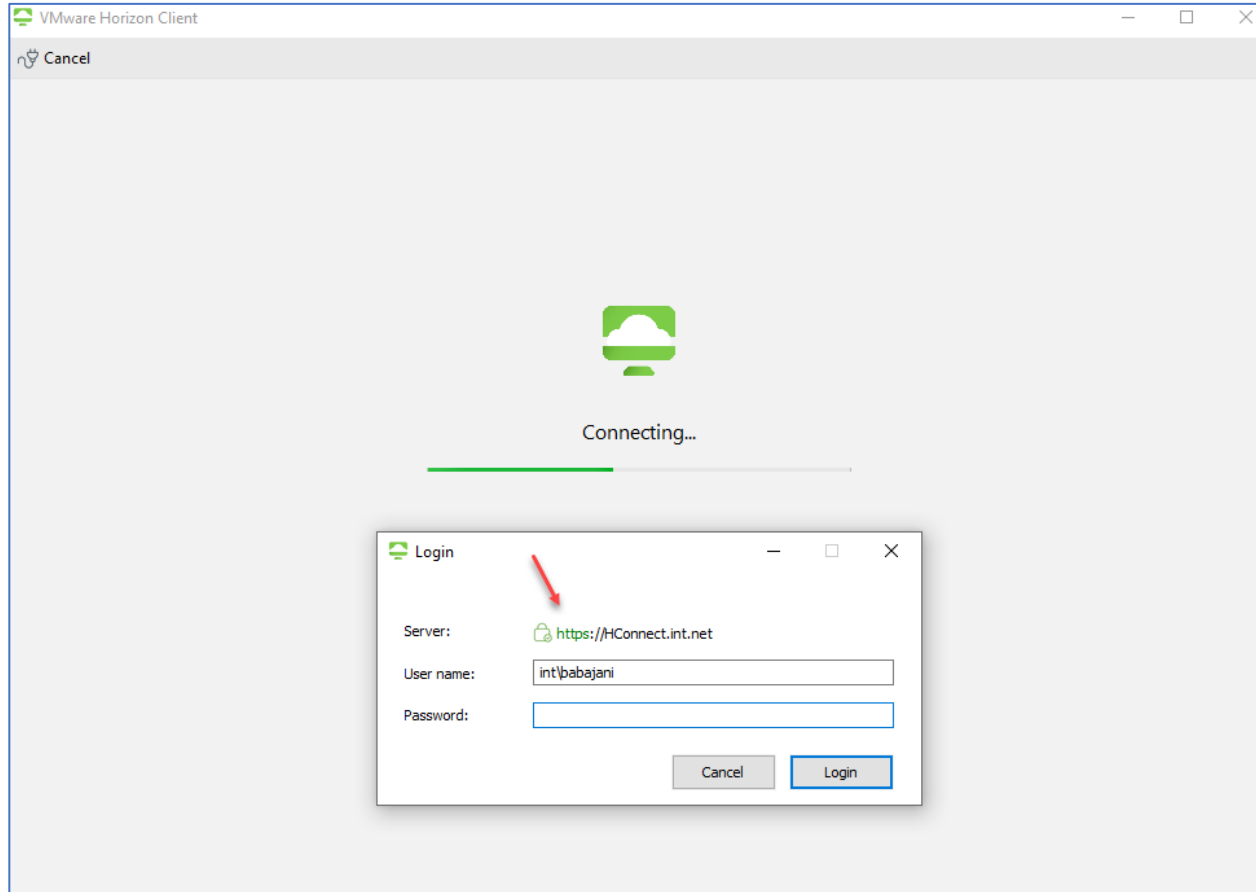 VMware Horizon Client
Cancel
Connecting...
Login
Server: https://HConnect.int.net
User name: int\babajani
Password:
Cancel Login